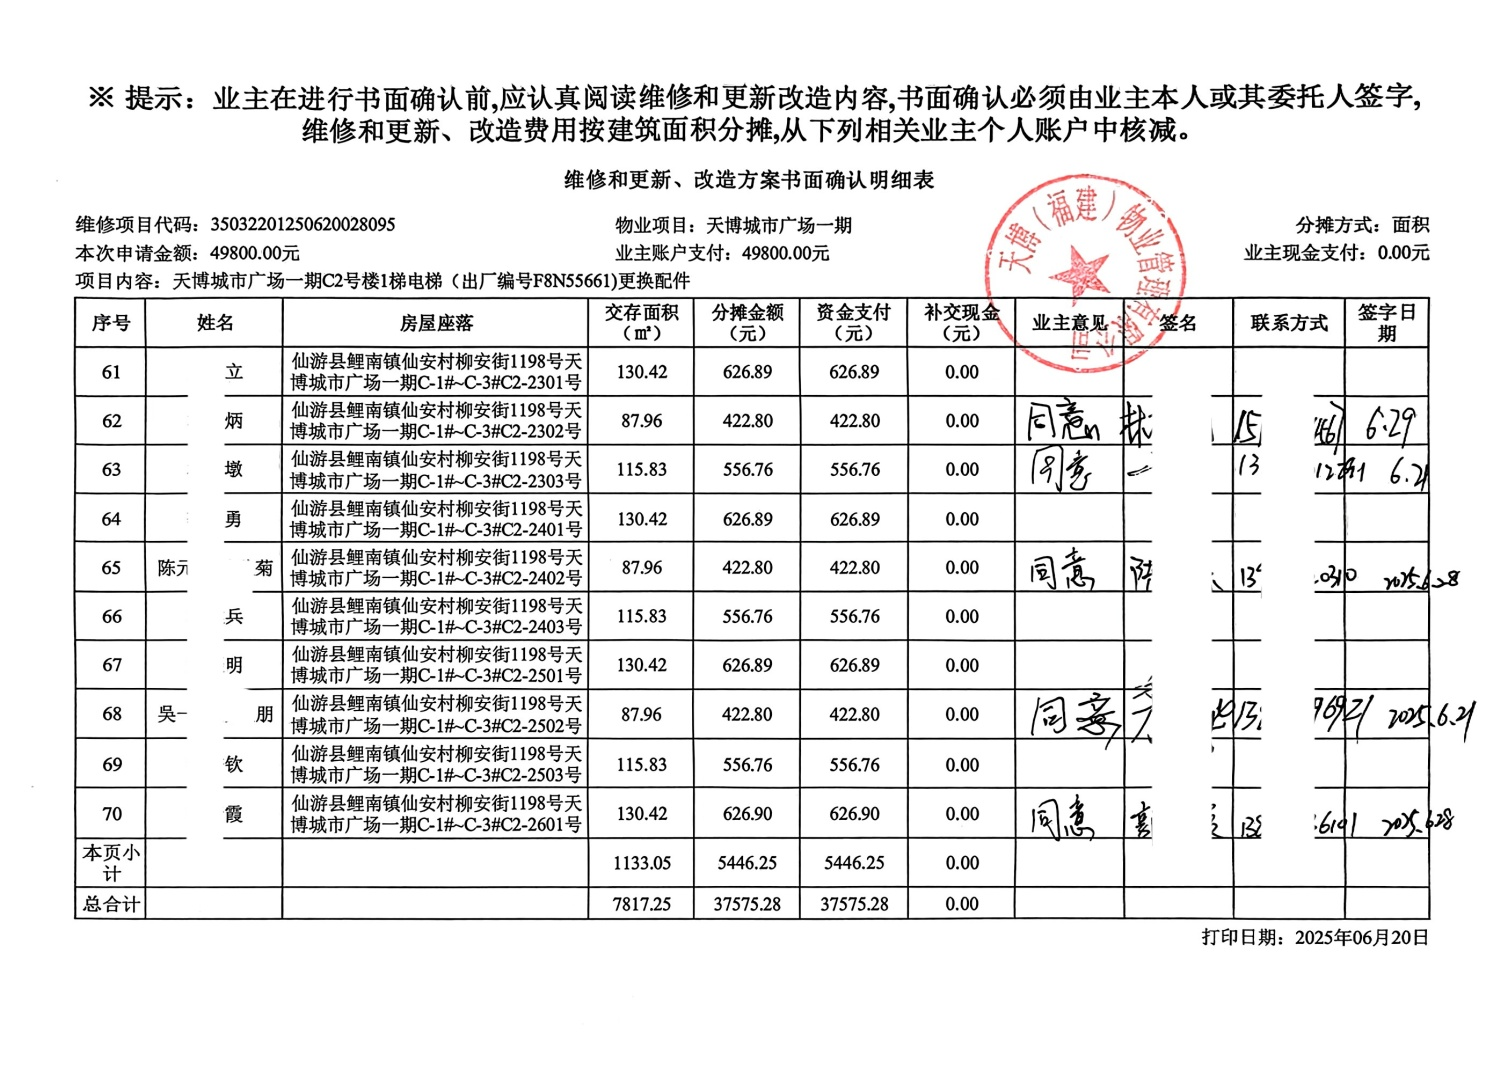 ※ 提示：业主在进行书面确认前,应认真阅读维修和更新改造内容,书面确认必须由业主本人或其委托人签字,
维修和更新、改造费用按建筑面积分摊,从下列相关业主个人账户中核减。
维修和更新、改造方案书面确认明细表
维修项目代码：35032201250620028095 物业项目：天博城市广场一期 分摊方式：面积
本次申请金额：49800.00元 业主账户支付：49800.00元 业主现金支付：0.00元
项目内容：天博城市广场一期C2号楼1梯电梯（出厂编号F8N55661)更换配件
天博（福建）物业管理有限公司
序号 姓名 房屋座落 交存面积（㎡） 分摊金额（元） 资金支付（元） 补交现金（元） 业主意见 签名 联系方式 签字日期
61 立 仙游县鲤南镇仙安村柳安街1198号天 130.42 626.89 626.89 0.00
博城市广场一期C-1#~C-3#C2-2301号
62 炳 仙游县鲤南镇仙安村柳安街1198号天 87.96 422.80 422.80 0.00 同意 林 15 6.29
博城市广场一期C-1#~C-3#C2-2302号
63 墩 仙游县鲤南镇仙安村柳安街1198号天 115.83 556.76 556.76 0.00 同意 13 6.21
博城市广场一期C-1#~C-3#C2-2303号
64 勇 仙游县鲤南镇仙安村柳安街1198号天 130.42 626.89 626.89 0.00
博城市广场一期C-1#~C-3#C2-2401号
65 陈元 菊 仙游县鲤南镇仙安村柳安街1198号天 87.96 422.80 422.80 0.00 同意 陈 13 0310 2025.6.28
博城市广场一期C-1#~C-3#C2-2402号
66 兵 仙游县鲤南镇仙安村柳安街1198号天 115.83 556.76 556.76 0.00
博城市广场一期C-1#~C-3#C2-2403号
67 明 仙游县鲤南镇仙安村柳安街1198号天 130.42 626.89 626.89 0.00
博城市广场一期C-1#~C-3#C2-2501号
68 吳 朋 仙游县鲤南镇仙安村柳安街1198号天 87.96 422.80 422.80 0.00 同意 13 96921 2025.6.21
博城市广场一期C-1#~C-3#C2-2502号
69 钦 仙游县鲤南镇仙安村柳安街1198号天 115.83 556.76 556.76 0.00
博城市广场一期C-1#~C-3#C2-2503号
70 霞 仙游县鲤南镇仙安村柳安街1198号天 130.42 626.90 626.90 0.00 同意 138 6191 2025.6.28
博城市广场一期C-1#~C-3#C2-2601号
本页小计 1133.05 5446.25 5446.25 0.00
总合计 7817.25 37575.28 37575.28 0.00
打印日期：2025年06月20日